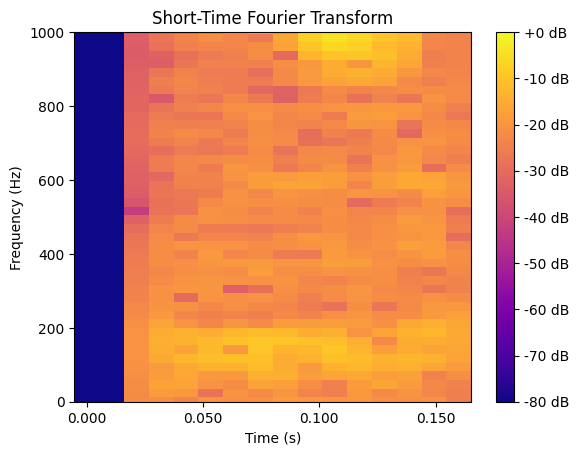 Short-Time Fourier Transform
Frequency (Hz)
1000
800
600
400
200
0
0.000
0.050
0.100
0.150
Time (s)
+0 dB
-10 dB
-20 dB
-30 dB
-40 dB
-50 dB
-60 dB
-70 dB
-80 dB